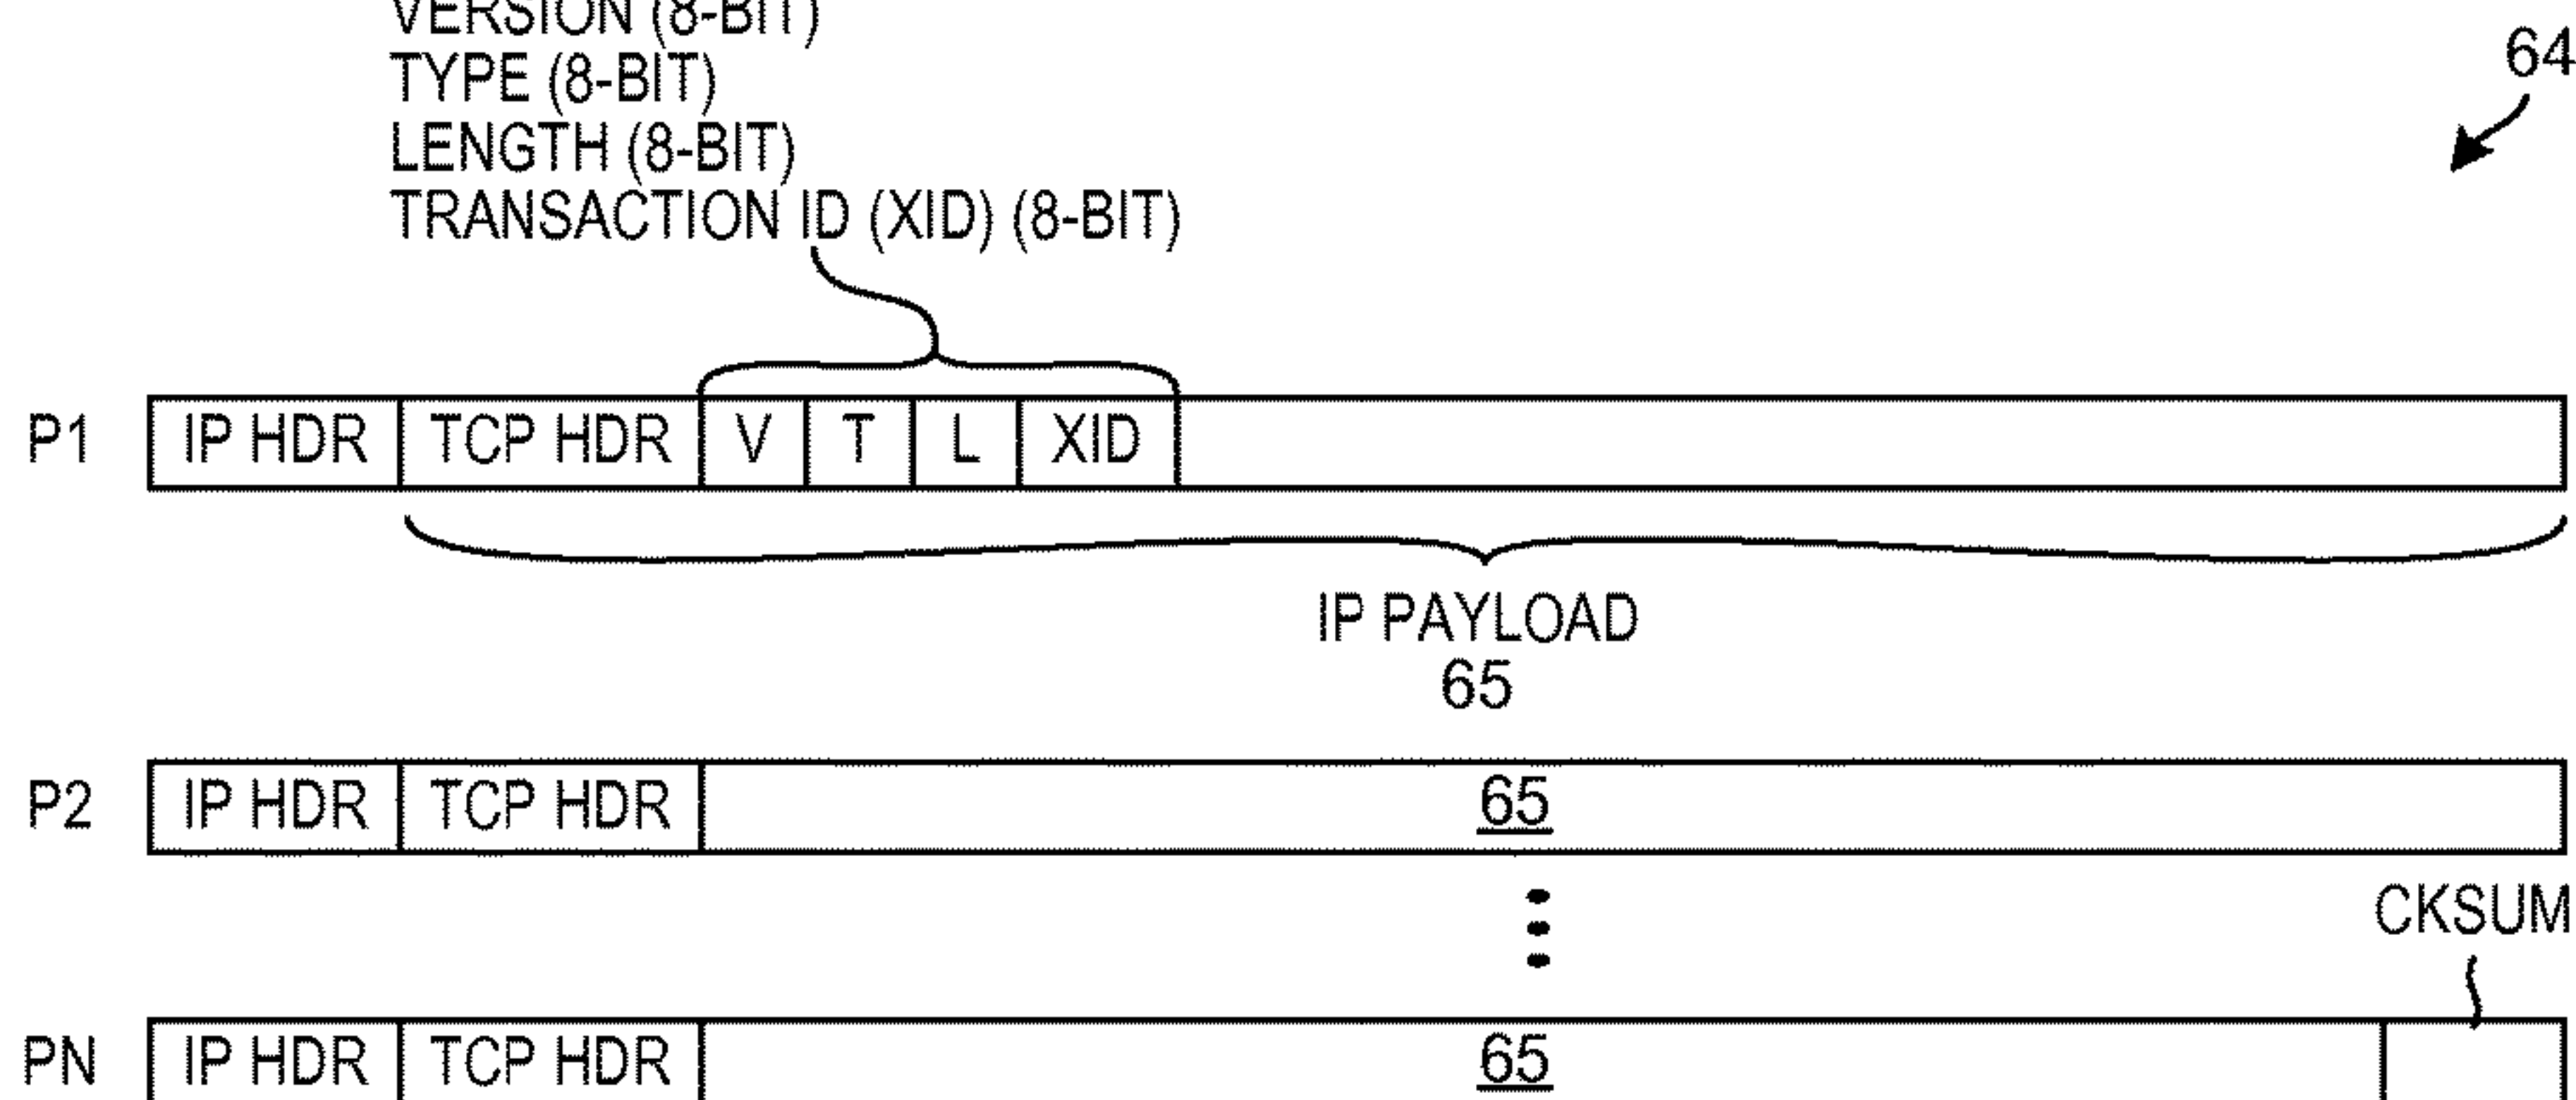 VERSION (8-BIT)
TYPE (8-BIT)
LENGTH (8-BIT)
TRANSACTION ID (XID) (8-BIT)
64
P1 IP HDR TCP HDR V T L XID
IP PAYLOAD
65
P2 IP HDR TCP HDR 65
CKSUM
PN IP HDR TCP HDR 65